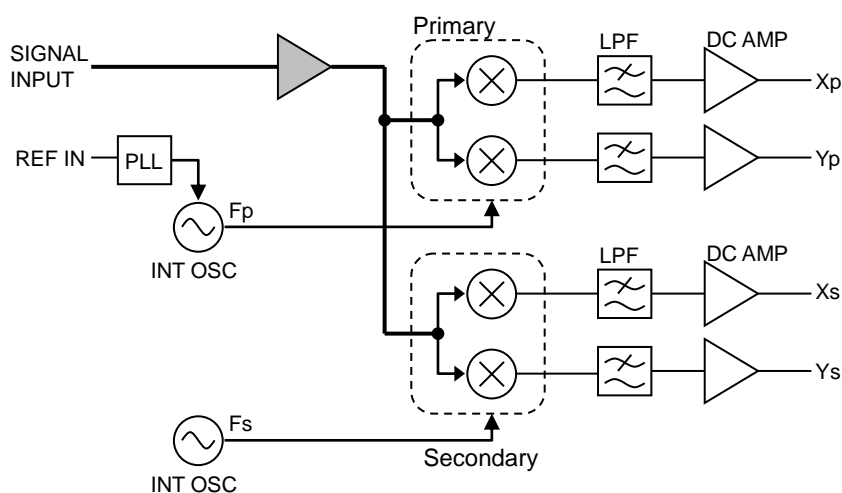 Primary
LPF
DC AMP
SIGNAL
INPUT
Xp
REF IN
PLL
Yp
Fp
INT OSC
LPF
DC AMP
Xs
Ys
Fs
Secondary
INT OSC